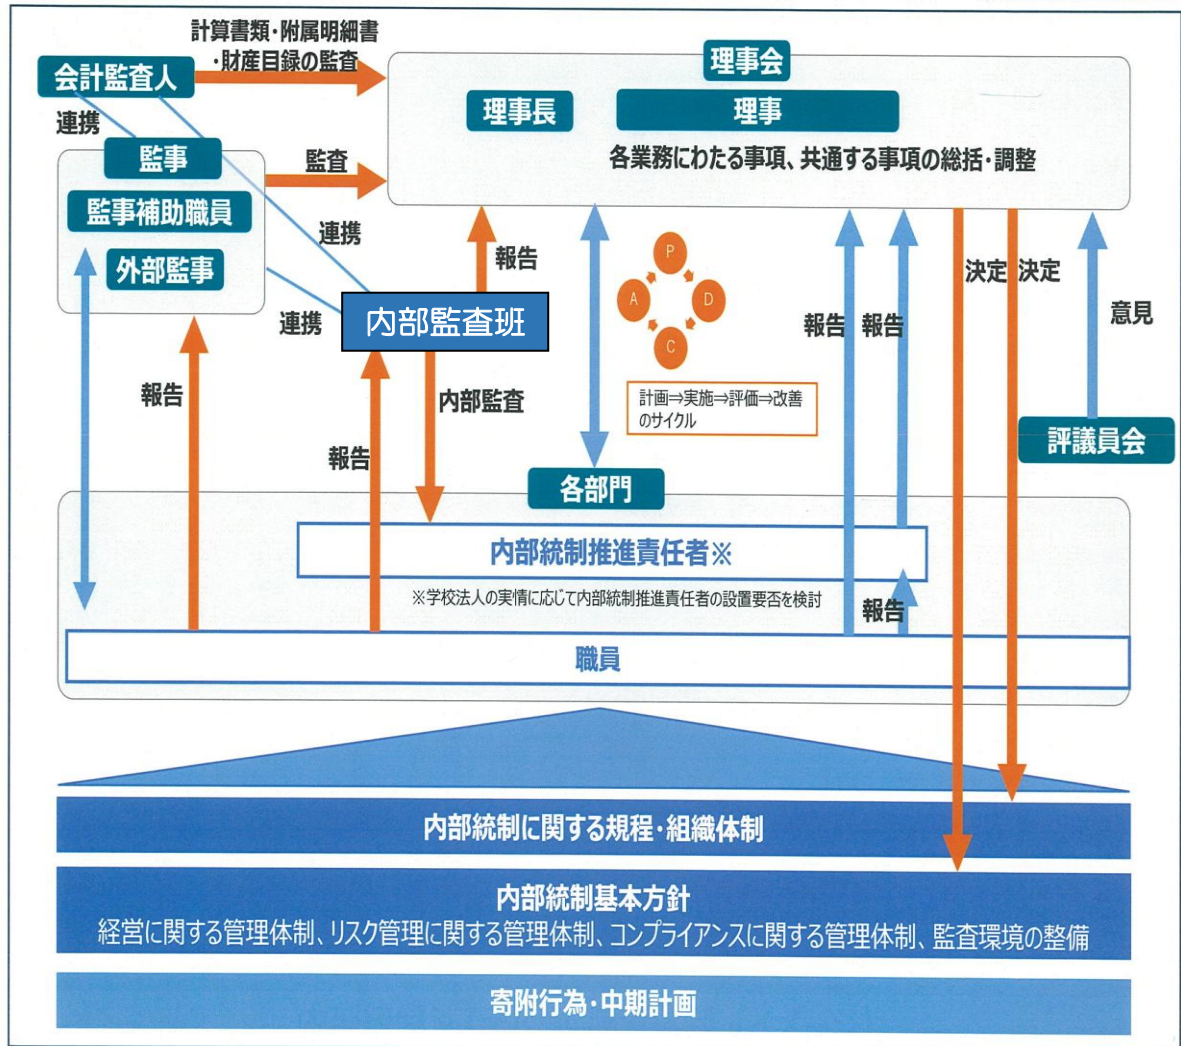 計算書類・附属明細書
・財産目録の監査
会計監査人
理事会
理事長
理事
各業務にわたる事項、共通する事項の総括・調整
連携
監事
監査
監事補助職員
外部監事
連携
連携
内部監査班
報告
P
D
C
A
計画⇒実施⇒評価⇒改善
のサイクル
報告
報告
決定
決定
意見
評議員会
報告
報告
内部監査
各部門
内部統制推進責任者※
※学校法人の実情に応じて内部統制推進責任者の設置要否を検討
報告
職員
内部統制に関する規程・組織体制
内部統制基本方針
経営に関する管理体制、リスク管理に関する管理体制、コンプライアンスに関する管理体制、監査環境の整備
寄附行為・中期計画